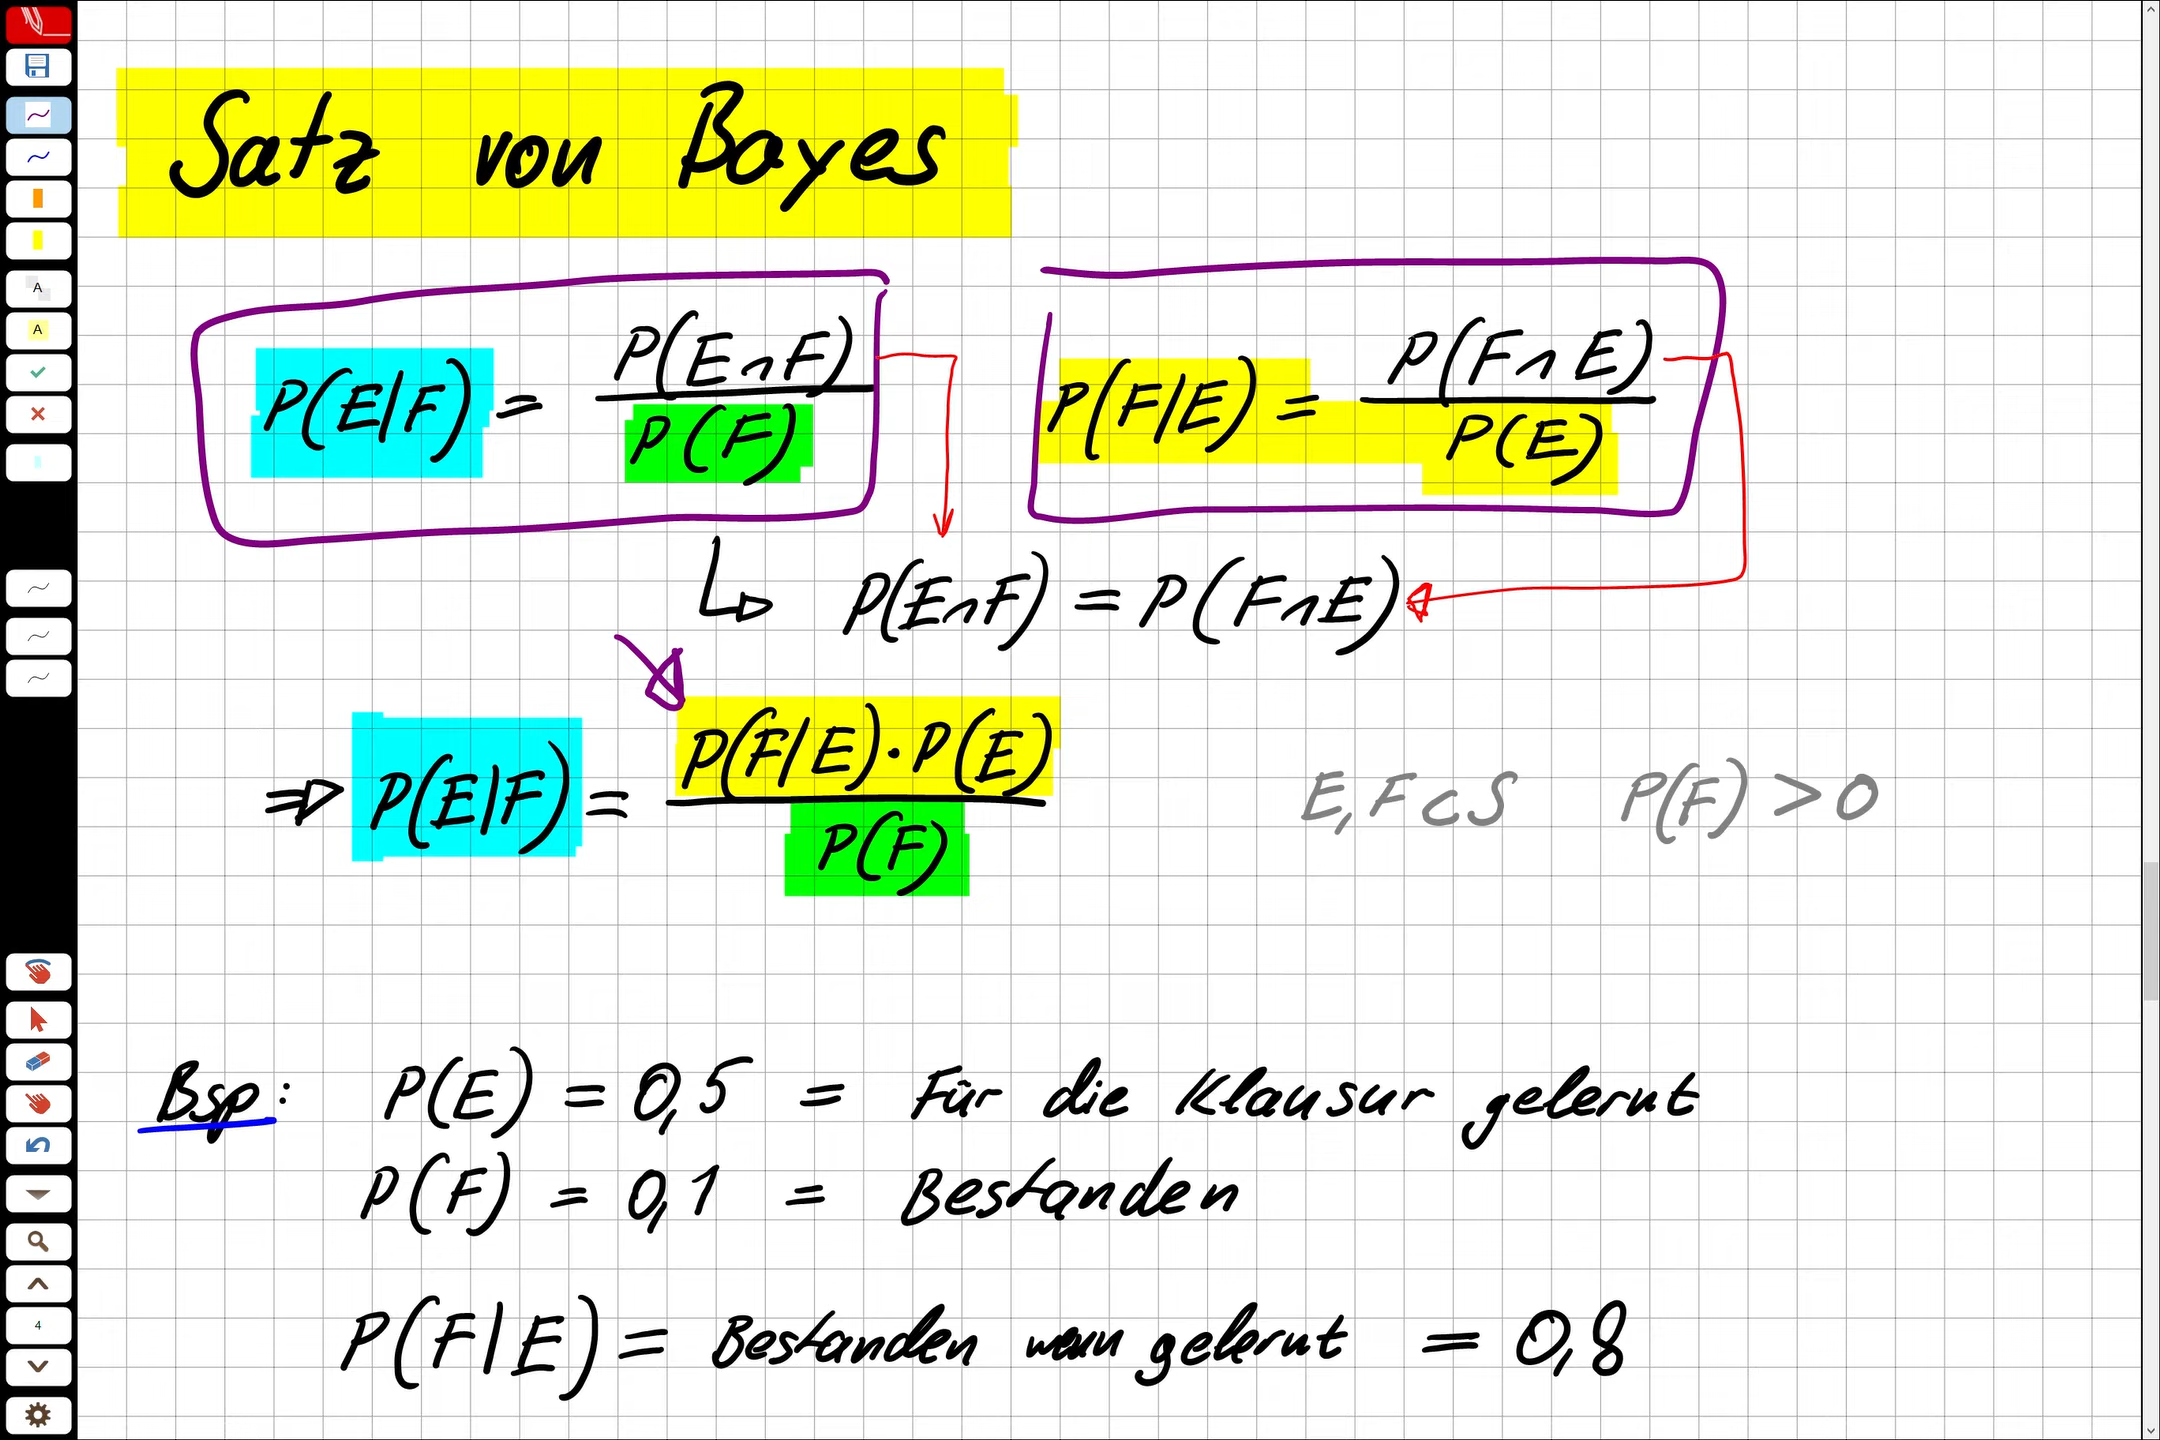 Satz von Bayes
P(E|F) = P(E∩F) / P(F)
P(F|E) = P(F∩E) / P(E)
↳ P(E∩F) = P(F∩E)
⇒ P(E|F) = P(F|E) · P(E) / P(F)
E, F ⊂ S P(F) > 0
Bsp: P(E) = 0,5 = Für die Klausur gelernt
P(F) = 0,1 = Bestanden
P(F|E) = Bestanden wenn gelernt = 0,8
A
A
4